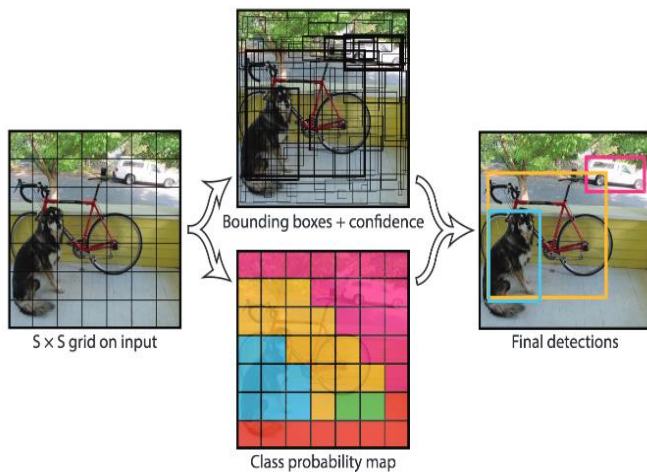 Bounding boxes + confidence
S × S grid on input
Final detections
Class probability map